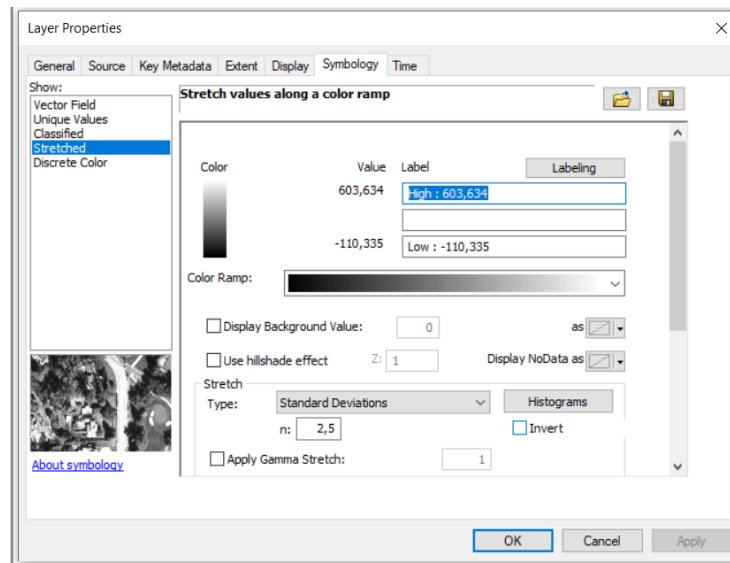 Layer Properties
General Source Key Metadata Extent Display Symbology Time
Show:
Vector Field
Unique Values
Classified
Stretched
Discrete Color
About symbology
Stretch values along a color ramp
Color Value Label Labeling
603,634 High : 603,634
-110,335 Low : -110,335
Color Ramp:
Display Background Value: 0 as
Use hillshade effect Z: 1 Display NoData as
Stretch
Type: Standard Deviations Histograms
n: 2,5 Invert
Apply Gamma Stretch: 1
OK Cancel Apply